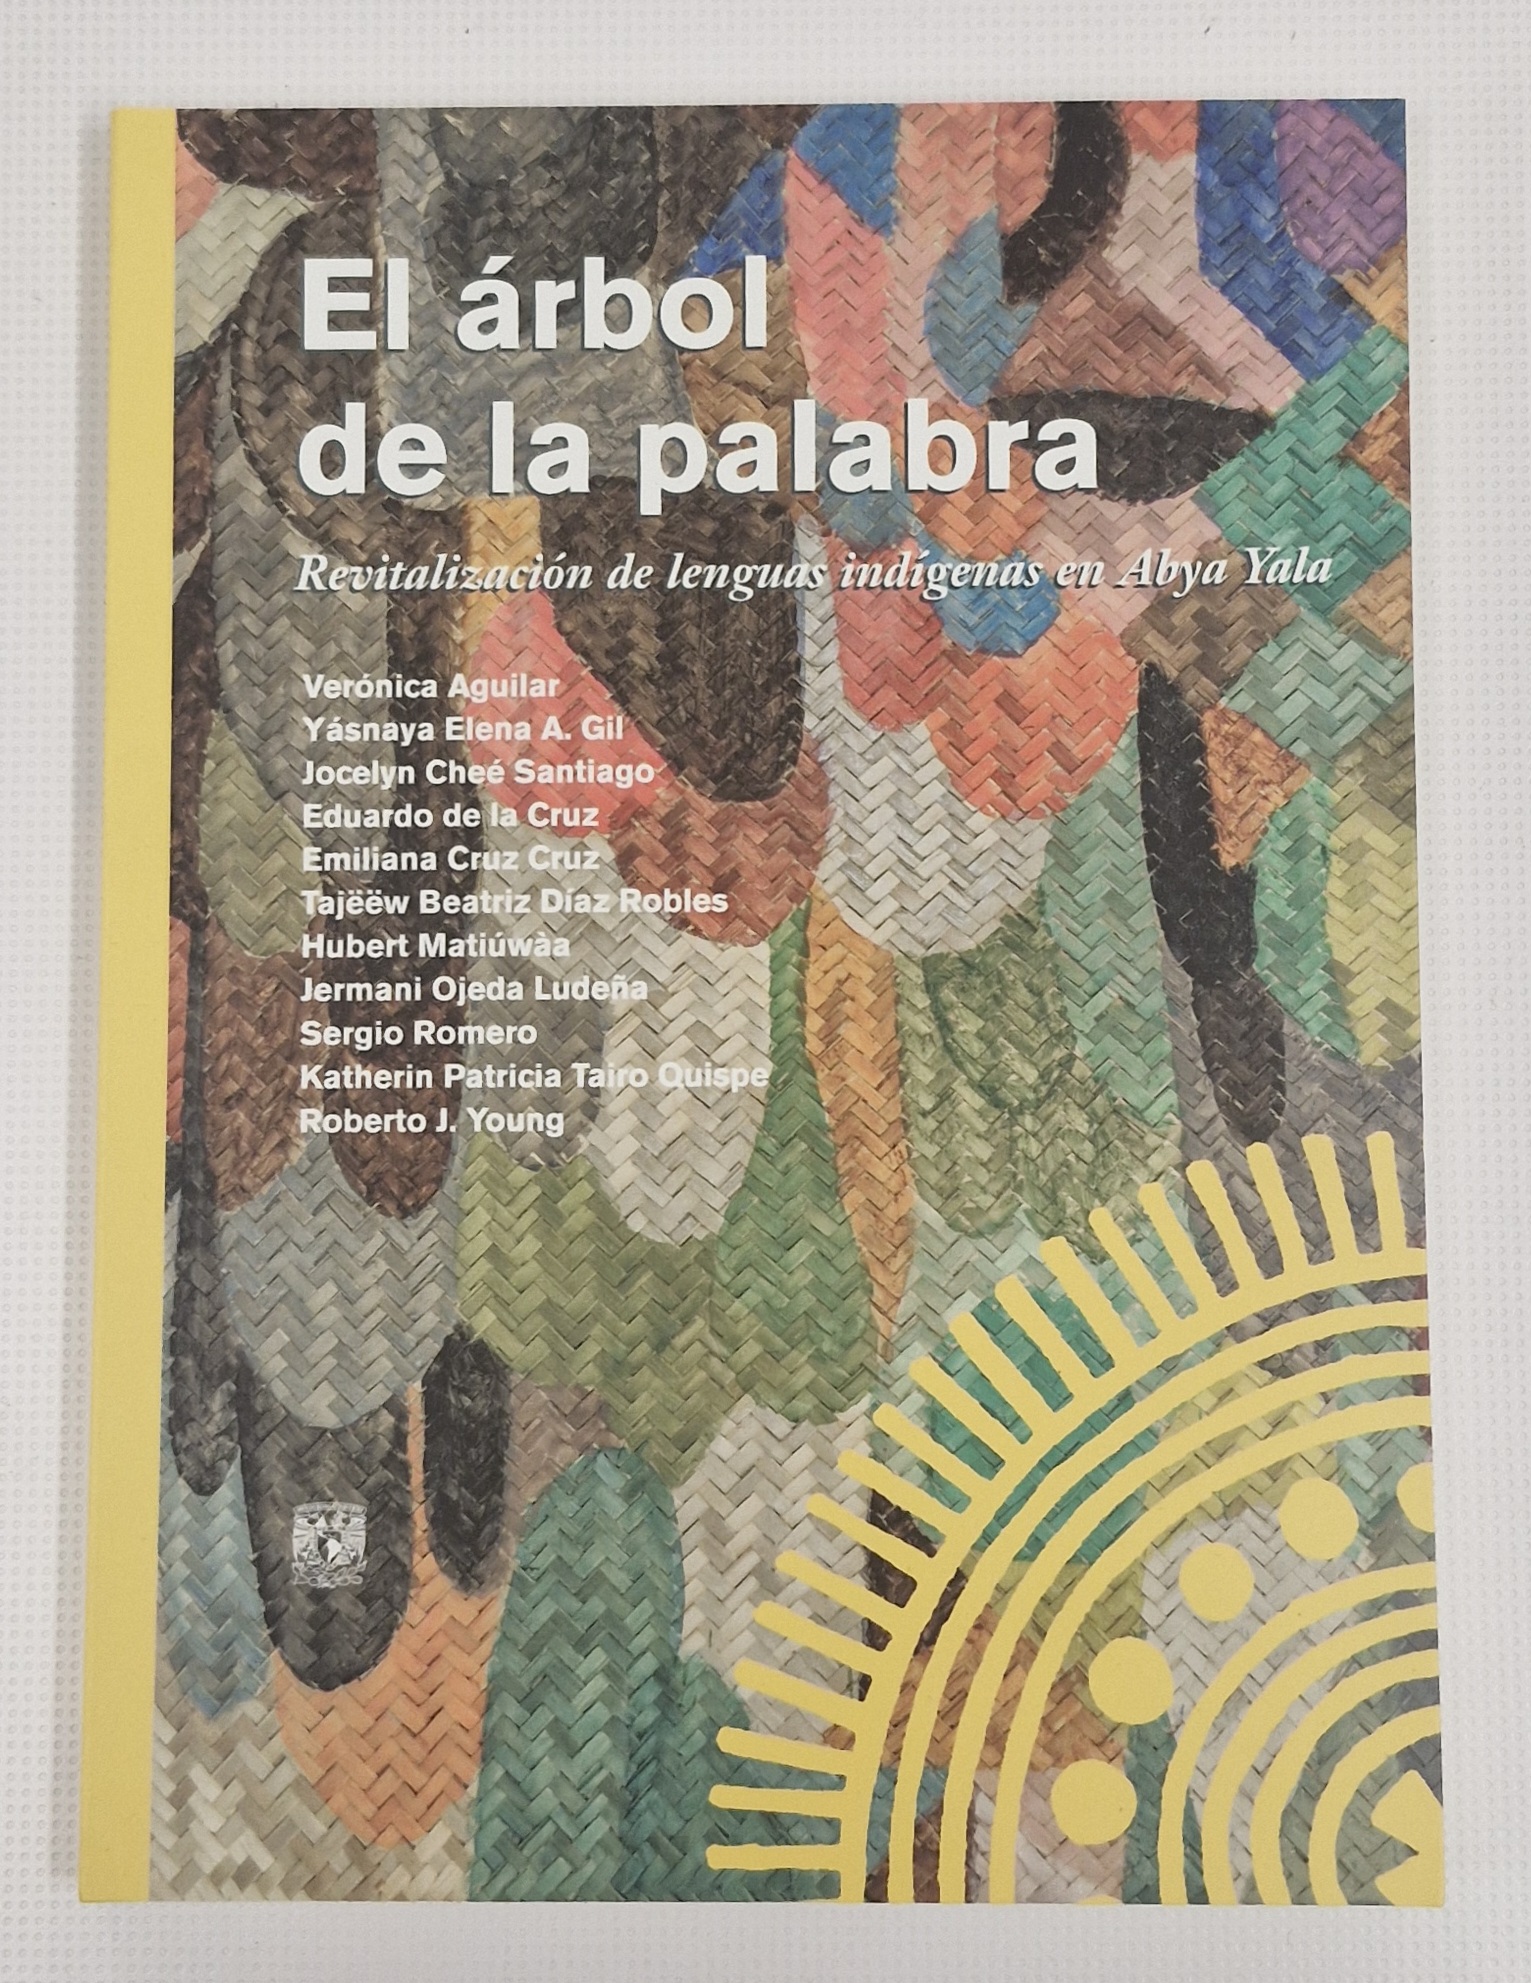 El árbol
de la palabra
Revitalización de lenguas indígenas en Abya Yala
Verónica Aguilar
Yásnaya Elena A. Gil
Jocelyn Cheé Santiago
Eduardo de la Cruz
Emiliana Cruz Cruz
Tajëëw Beatriz Díaz Robles
Hubert Matiúwàa
Jermani Ojeda Ludeña
Sergio Romero
Katherin Patricia Tairo Quispe
Roberto J. Young